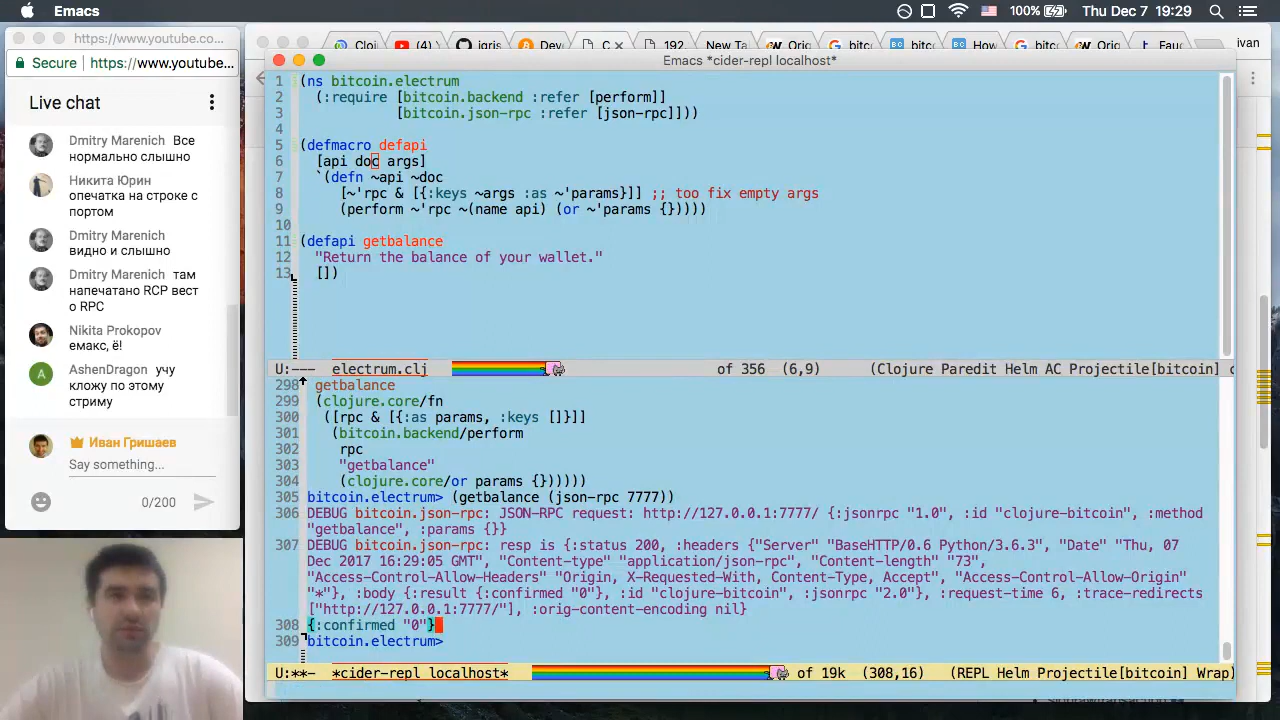 Emacs
100%
Thu Dec 7 19:29
https://www.youtube.co...
Secure
https://www.youtube...
Live chat
Dmitry Marenich Все
нормально слышно
Никита Юрин
опечатка на строке с
портом
Dmitry Marenich
видно и слышно
Dmitry Marenich там
напечатано RCP вест
о RPC
Nikita Prokopov
емакс, ё!
AshenDragon учу
кложу по этому
стриму
Иван Гришаев
Say something...
0/200
(4)
192
New Ta
Orig
bitc
How
Orig
bitc
Fauc
ivan
Emacs *cider-repl localhost*
1 (ns bitcoin.electrum
2 (:require [bitcoin.backend :refer [perform]]
3 [bitcoin.json-rpc :refer [json-rpc]]))
4
5 (defmacro defapi
6 [api doc args]
7 `(defn ~api ~doc
8 [~'rpc & [{:keys ~args :as ~'params}]] ;; too fix empty args
9 (perform ~'rpc ~(name api) (or ~'params {}))))
10
11 (defapi getbalance
12 "Return the balance of your wallet."
13 [])
U:--- electrum.clj of 356 (6,9) (Clojure Paredit Helm AC Projectile[bitcoin] c
298 getbalance
299 (clojure.core/fn
300 ([rpc & [{:as params, :keys []}]]
301 (bitcoin.backend/perform
302 rpc
303 "getbalance"
304 (clojure.core/or params {})))))
305 bitcoin.electrum> (getbalance (json-rpc 7777))
306 DEBUG bitcoin.json-rpc: JSON-RPC request: http://127.0.0.1:7777/ {:jsonrpc "1.0", :id "clojure-bitcoin", :method
"getbalance", :params {}}
307 DEBUG bitcoin.json-rpc: resp is {:status 200, :headers {"Server" "BaseHTTP/0.6 Python/3.6.3", "Date" "Thu, 07
Dec 2017 16:29:05 GMT", "Content-type" "application/json-rpc", "Content-length" "73",
"Access-Control-Allow-Headers" "Origin, X-Requested-With, Content-Type, Accept", "Access-Control-Allow-Origin"
"*"}, :body {:result {:confirmed "0"}, :id "clojure-bitcoin", :jsonrpc "2.0"}, :request-time 6, :trace-redirects
["http://127.0.0.1:7777/"], :orig-content-encoding nil}
308 {:confirmed "0"}
309 bitcoin.electrum>
U:**- *cider-repl localhost* of 19k (308,16) (REPL Helm Projectile[bitcoin] Wrap)